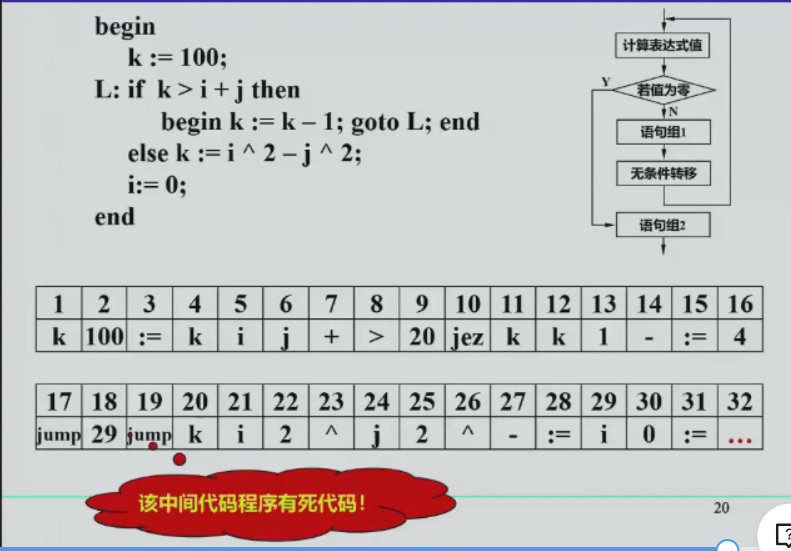 begin
k := 100;
L: if k > i + j then
begin k := k – 1; goto L; end
else k := i ^ 2 – j ^ 2;
i:= 0;
end
计算表达式值
Y
若值为零
N
语句组1
无条件转移
语句组2
1 2 3 4 5 6 7 8 9 10 11 12 13 14 15 16
k 100 := k i j + > 20 jez k k 1 - := 4
17 18 19 20 21 22 23 24 25 26 27 28 29 30 31 32
jump 29 jump k i 2 ^ j 2 ^ - := i 0 := ...
该中间代码程序有死代码！
20